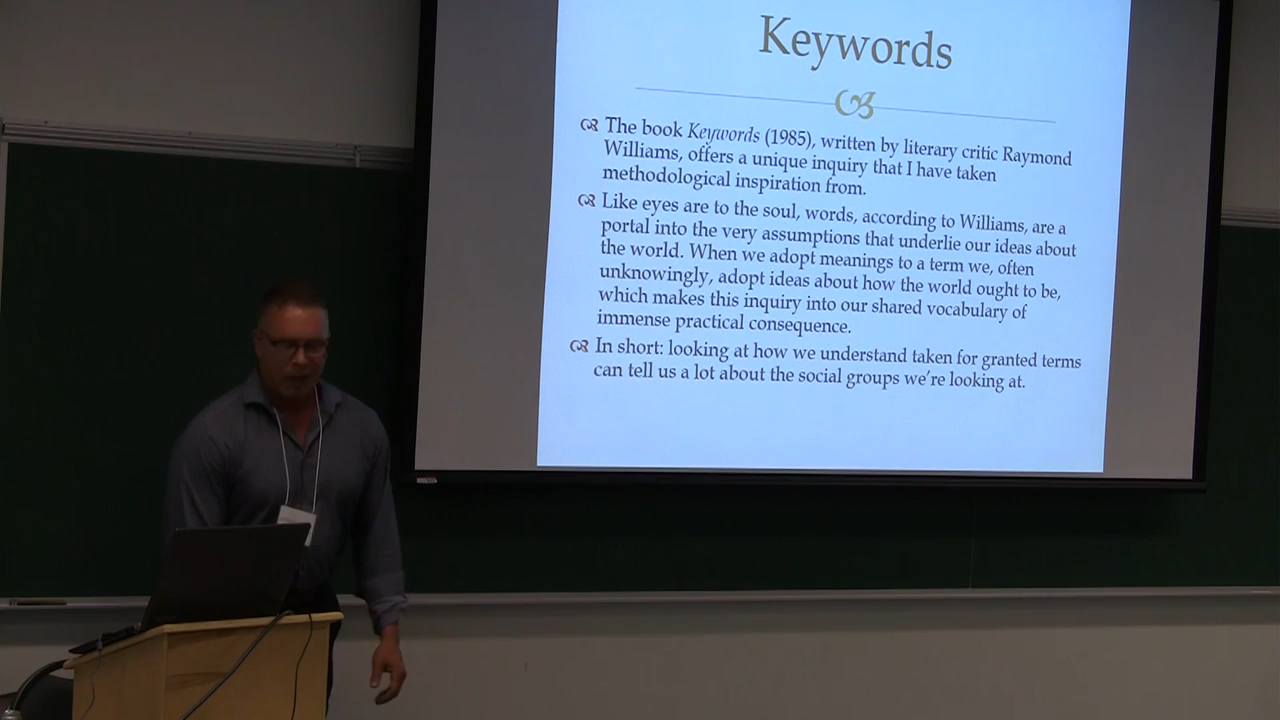 Keywords
The book Keywords (1985), written by literary critic Raymond
Williams, offers a unique inquiry that I have taken
methodological inspiration from.
Like eyes are to the soul, words, according to Williams, are a
portal into the very assumptions that underlie our ideas about
the world. When we adopt meanings to a term we, often
unknowingly, adopt ideas about how the world ought to be,
which makes this inquiry into our shared vocabulary of
immense practical consequence.
In short: looking at how we understand taken for granted terms
can tell us a lot about the social groups we're looking at.